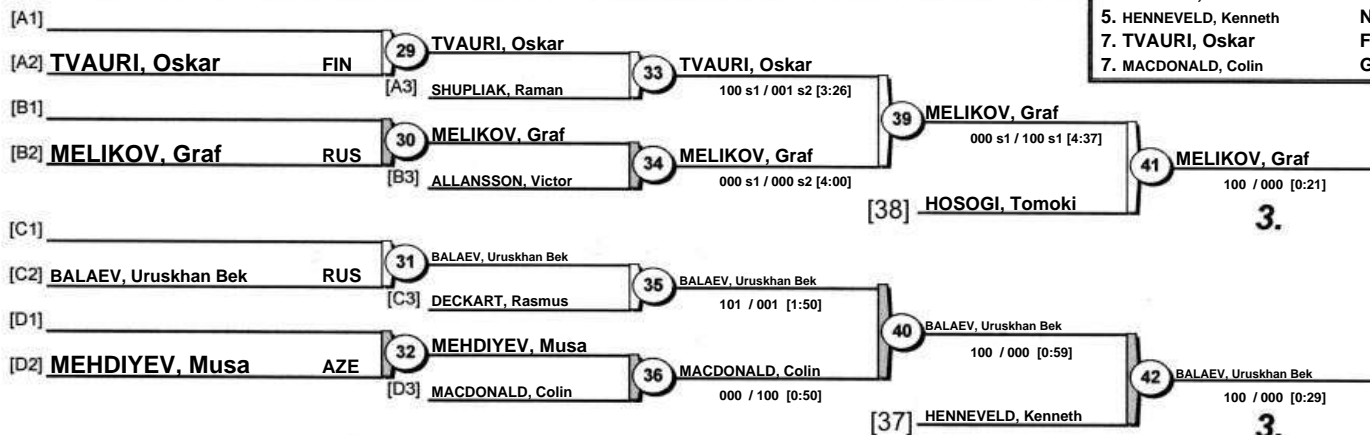 5. HENNEVELD, Kenneth N
7. TVAURI, Oskar F
7. MACDONALD, Colin G
[A1]
[A2] TVAURI, Oskar FIN
29
TVAURI, Oskar
[A3] SHUPLIAK, Raman
33
TVAURI, Oskar
100 s1 / 001 s2 [3:26]
[B1]
[B2] MELIKOV, Graf RUS
30
MELIKOV, Graf
[B3] ALLANSSON, Victor
34
MELIKOV, Graf
000 s1 / 000 s2 [4:00]
39
MELIKOV, Graf
000 s1 / 100 s1 [4:37]
[38] HOSOGI, Tomoki
41
MELIKOV, Graf
100 / 000 [0:21]
3.
[C1]
[C2] BALAEV, Uruskhan Bek RUS
31
BALAEV, Uruskhan Bek
[C3] DECKART, Rasmus
35
BALAEV, Uruskhan Bek
101 / 001 [1:50]
[D1]
[D2] MEHDIYEV, Musa AZE
32
MEHDIYEV, Musa
[D3] MACDONALD, Colin
36
MACDONALD, Colin
000 / 100 [0:50]
40
BALAEV, Uruskhan Bek
100 / 000 [0:59]
[37] HENNEVELD, Kenneth
42
BALAEV, Uruskhan Bek
100 / 000 [0:29]
3.